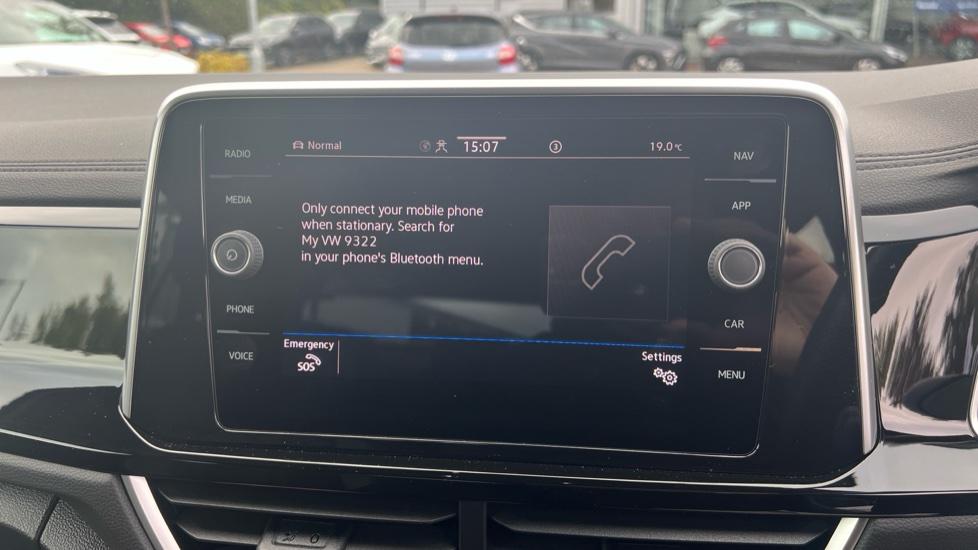 RADIO
MEDIA
PHONE
VOICE
Normal
15:07
3
19.0°C
Only connect your mobile phone
when stationary. Search for
My VW 9322
in your phone's Bluetooth menu.
Emergency
SOS
Settings
NAV
APP
CAR
MENU